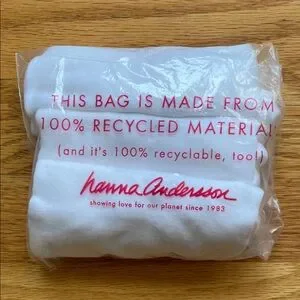 THIS BAG IS MADE FROM
100% RECYCLED MATERIAL
(and it's 100% recyclable, too!)
hanna Andersson
showing love for our planet since 1983